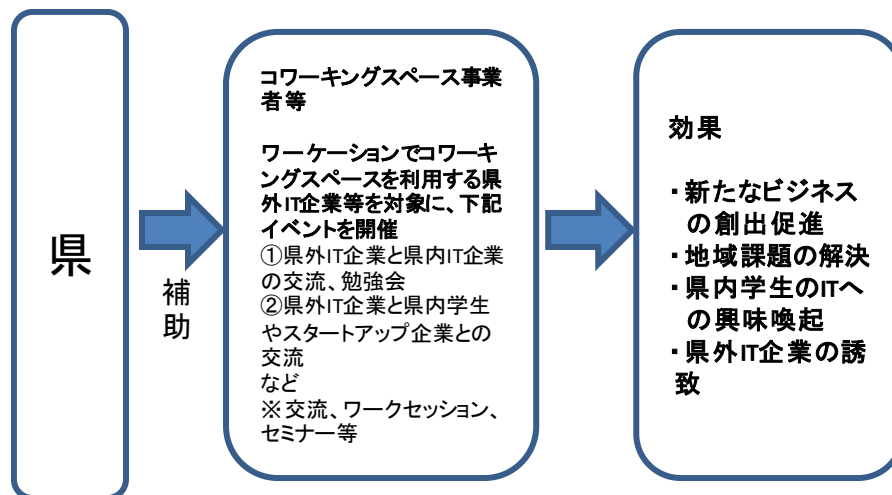 県
補
助
コワーキングスペース事業
者等
ワーケーションでコワーキ
ングスペースを利用する県
外IT企業等を対象に、下記
イベントを開催
①県外IT企業と県内IT企業
の交流、勉強会
②県外IT企業と県内学生
やスタートアップ企業との
交流
など
※交流、ワークセッション、
セミナー等
効果
・新たなビジネス
の創出促進
・地域課題の解決
・県内学生のITへ
の興味喚起
・県外IT企業の誘
致